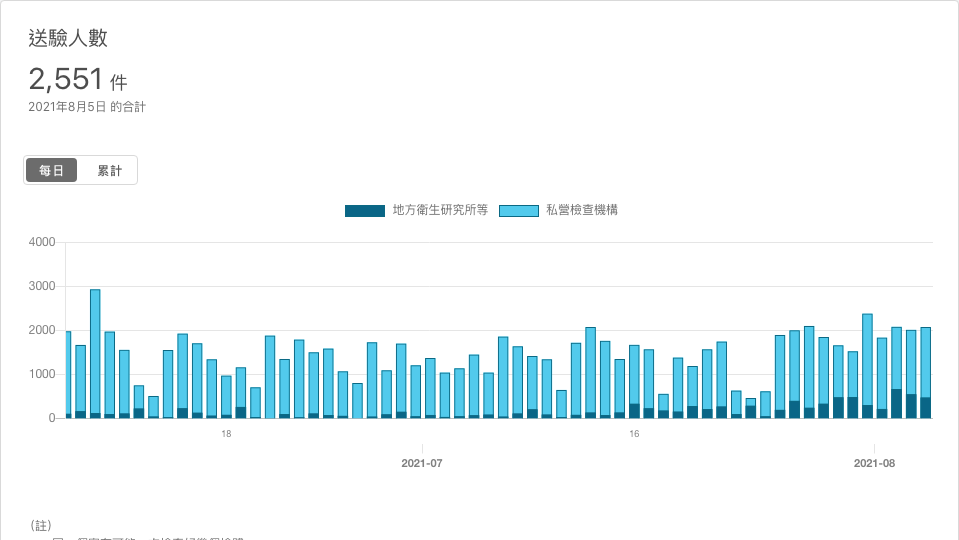 送驗人數
2,551 件
2021年8月5日 的合計
每日 累計
地方衛生研究所等 私營檢查機構
4000
3000
2000
1000
0
18 16
2021-07 2021-08
(註)